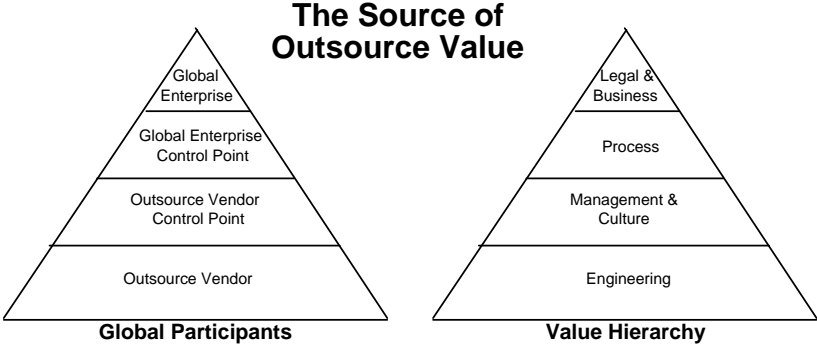 The Source of
Outsource Value
Global
Enterprise
Global Enterprise
Control Point
Outsource Vendor
Control Point
Outsource Vendor
Global Participants
Legal &
Business
Process
Management &
Culture
Engineering
Value Hierarchy